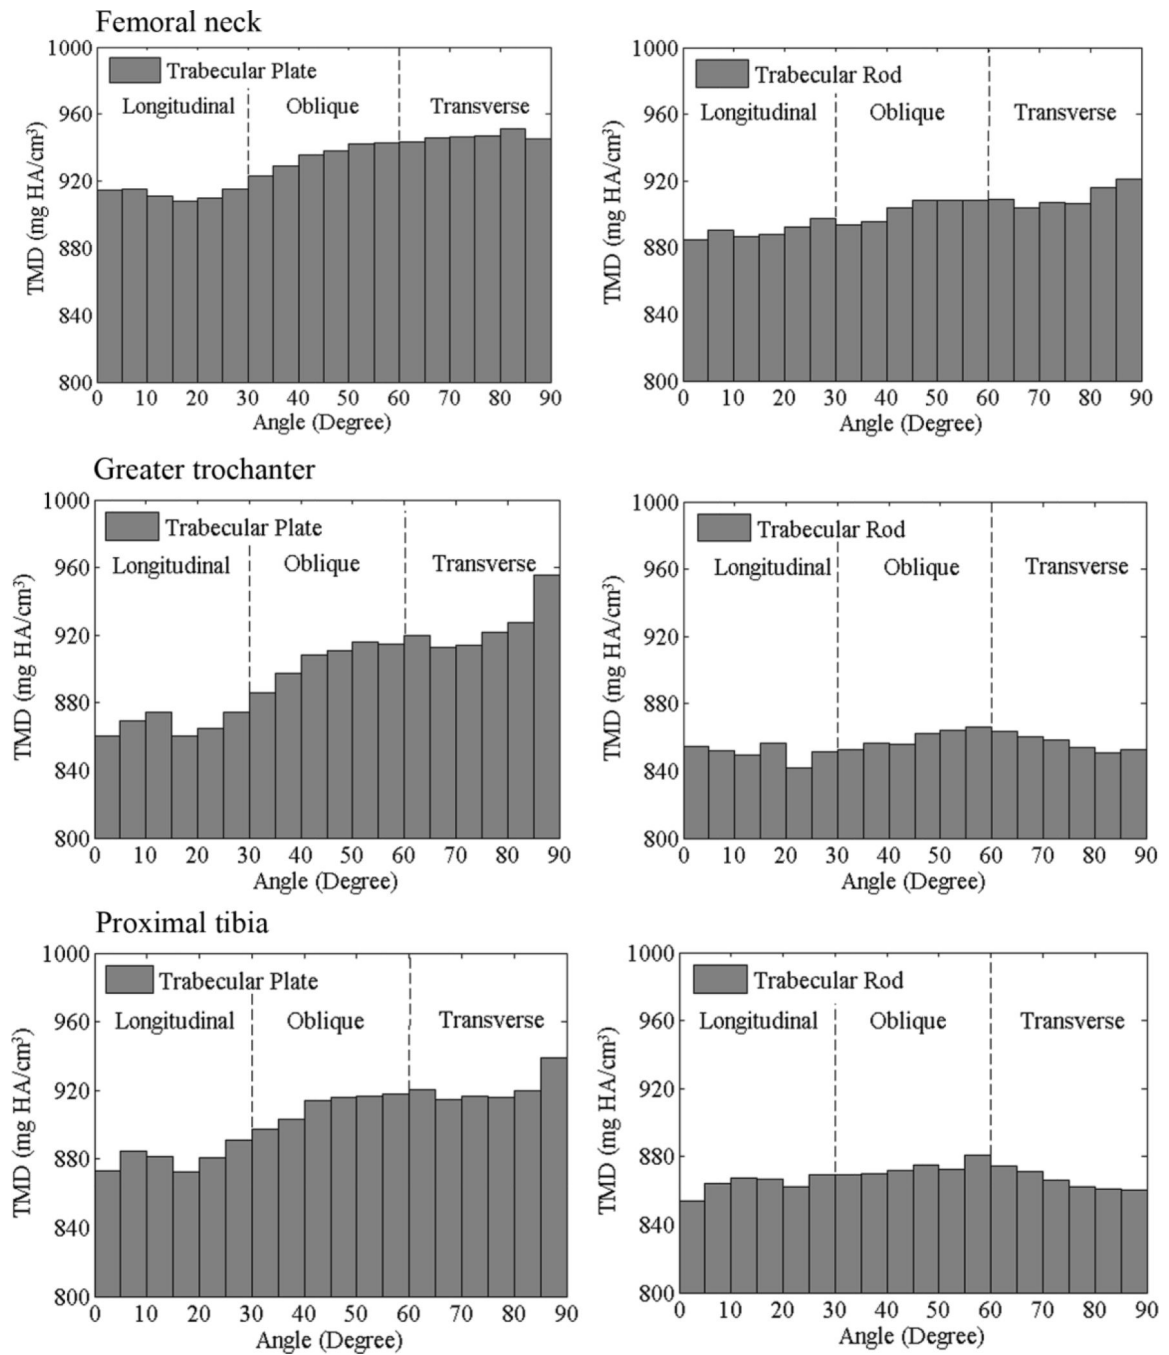 Femoral neck
1000
960
920
880
840
800
TMD (mg HA/cm³)
Trabecular Plate
Longitudinal Oblique Transverse
0 10 20 30 40 50 60 70 80 90
Angle (Degree)
1000
960
920
880
840
800
TMD (mg HA/cm³)
Trabecular Rod
Longitudinal Oblique Transverse
0 10 20 30 40 50 60 70 80 90
Angle (Degree)
Greater trochanter
1000
960
920
880
840
800
TMD (mg HA/cm³)
Trabecular Plate
Longitudinal Oblique Transverse
0 10 20 30 40 50 60 70 80 90
Angle (Degree)
1000
960
920
880
840
800
TMD (mg HA/cm³)
Trabecular Rod
Longitudinal Oblique Transverse
0 10 20 30 40 50 60 70 80 90
Angle (Degree)
Proximal tibia
1000
960
920
880
840
800
TMD (mg HA/cm³)
Trabecular Plate
Longitudinal Oblique Transverse
0 10 20 30 40 50 60 70 80 90
Angle (Degree)
1000
960
920
880
840
800
TMD (mg HA/cm³)
Trabecular Rod
Longitudinal Oblique Transverse
0 10 20 30 40 50 60 70 80 90
Angle (Degree)